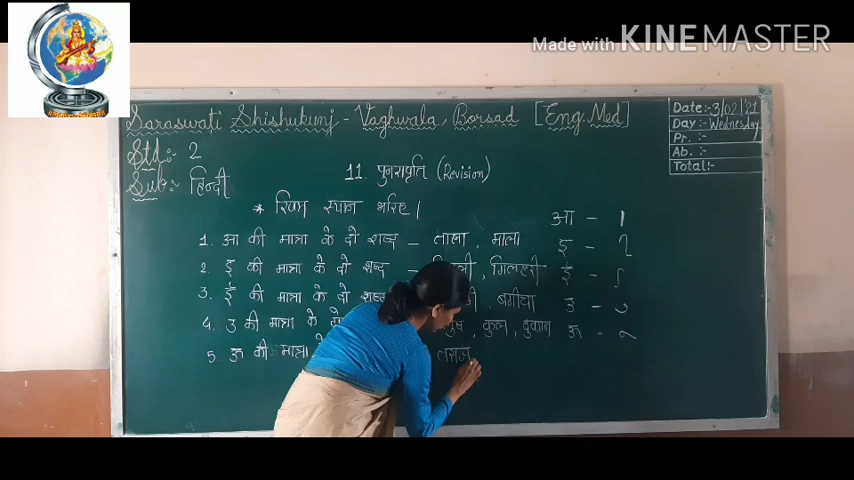 Made with KINEMASTER
Saraswati Shishukunj - Vaghwala, Borsad [Eng. Med]
Date:- 3/02/21
Day:- Wednesday
Pr.:-
Ab.:-
Total:-
Std:- 2
Sub:- हिन्दी
11. पुनरावृति (Revision)
* रिक्त स्थान भरिए।
1. आ की मात्रा के दो शब्द - ताला, माला
2. इ की मात्रा के दो शब्द - गिलहरी
3. ई की मात्रा के दो बगीचा
4. उ की मात्रा के , फुल, दुकान
5. ऊ की मात्रा
आ - ा
इ - ि
ई - ी
उ - ु
ऊ - ू